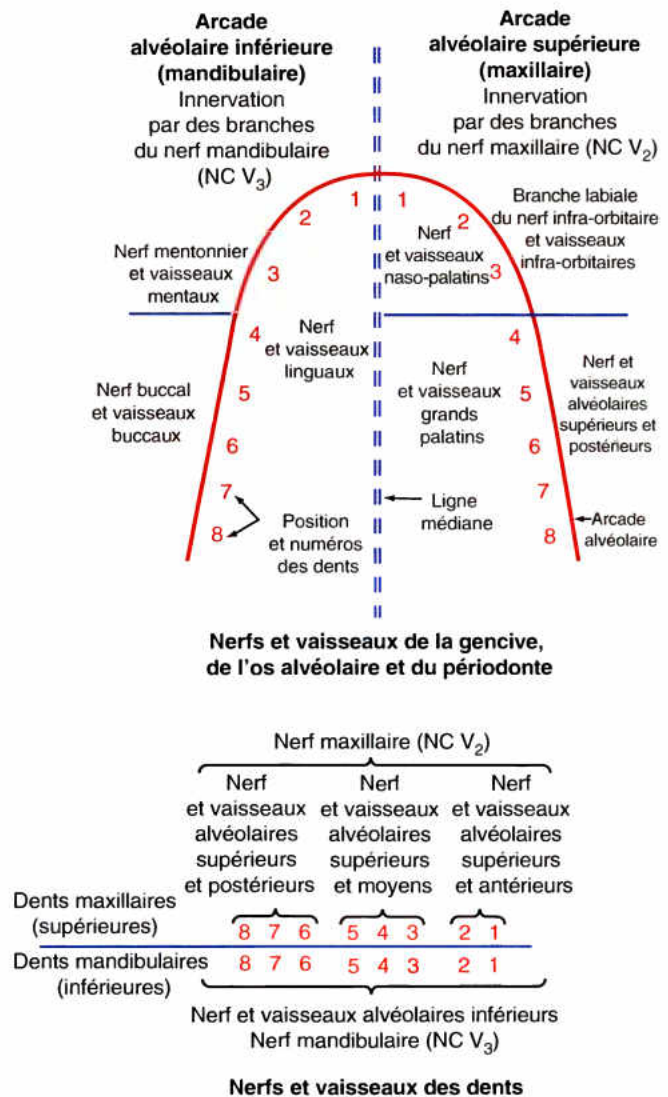 Arcade
alvéolaire inférieure
(mandibulaire)
Innervation
par des branches
du nerf mandibulaire
(NC V3)
Arcade
alvéolaire supérieure
(maxillaire)
Innervation
par des branches
du nerf maxillaire (NC V2)
1
2
3
4
5
6
7
8
1
2
3
4
5
6
7
8
Nerf mentonnier
et vaisseaux
mentaux
Nerf buccal
et vaisseaux
buccaux
Nerf
et vaisseaux
linguaux
Position
et numéros
des dents
Nerf
et vaisseaux
naso-palatins
Branche labiale
du nerf infra-orbitaire
et vaisseaux
infra-orbitaires
Nerf
et vaisseaux
grands
palatins
Nerf et
vaisseaux
alvéolaires
supérieurs et
postérieurs
Ligne
médiane
Arcade
alvéolaire
Nerfs et vaisseaux de la gencive,
de l'os alvéolaire et du périodonte
Nerf maxillaire (NC V2)
Nerf
et vaisseaux
alvéolaires
supérieurs
et postérieurs
Nerf
et vaisseaux
alvéolaires
supérieurs
et moyens
Nerf
et vaisseaux
alvéolaires
supérieurs
et antérieurs
Dents maxillaires
(supérieures)
8 7 6 5 4 3 2 1
Dents mandibulaires
(inférieures)
8 7 6 5 4 3 2 1
Nerf et vaisseaux alvéolaires inférieurs
Nerf mandibulaire (NC V3)
Nerfs et vaisseaux des dents